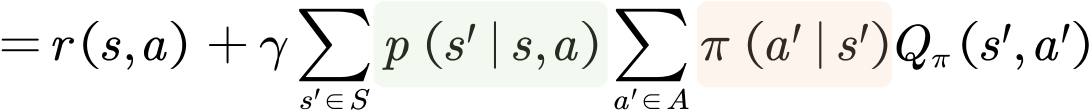 = r(s, a) + γ ∑_{s′∈S} p (s′ | s, a) ∑_{a′∈A} π (a′ | s′) Q_π (s′, a′)